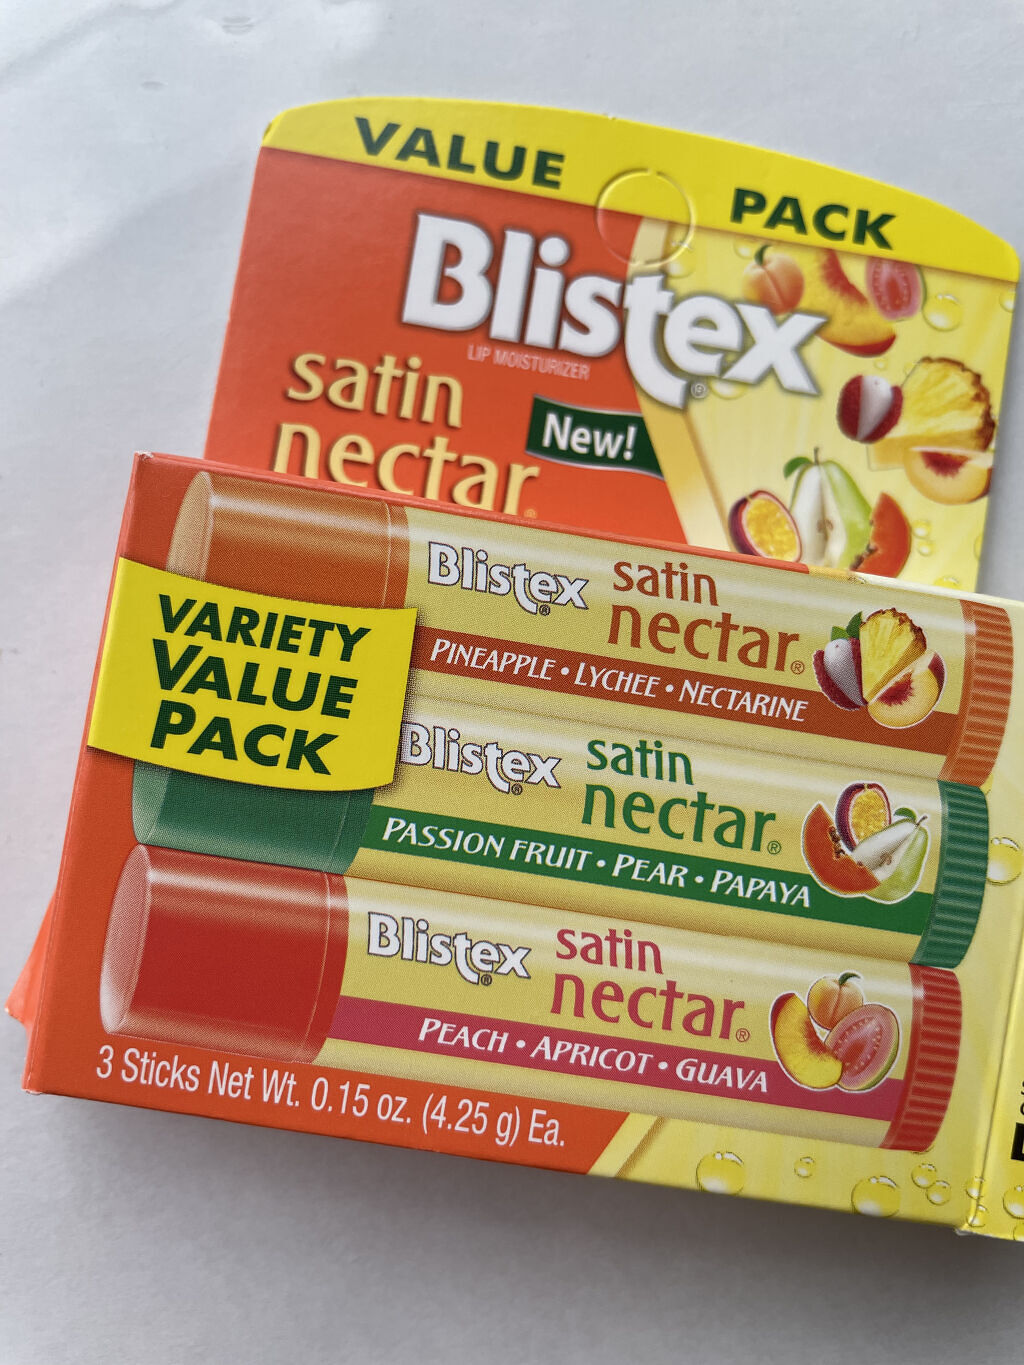 VALUE PACK
Blistex®
LIP MOISTURIZER
satin
nectar®
New!
VARIETY
VALUE
PACK
Blistex®
satin
nectar®
PINEAPPLE • LYCHEE • NECTARINE
Blistex®
satin
nectar®
PASSION FRUIT • PEAR • PAPAYA
Blistex®
satin
nectar®
PEACH • APRICOT • GUAVA
3 Sticks Net Wt. 0.15 oz. (4.25 g) Ea.